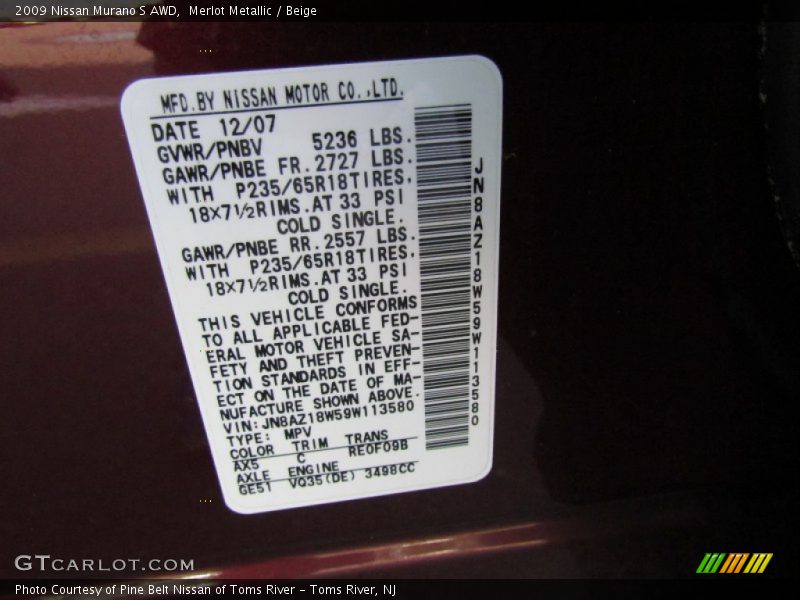 2009 Nissan Murano S AWD, Merlot Metallic / Beige
MFD.BY NISSAN MOTOR CO.,LTD.
DATE 12/07
GVWR/PNBV 5236 LBS.
GAWR/PNBE FR.2727 LBS.
WITH P235/65R18TIRES.
18×7½RIMS.AT 33 PSI
COLD SINGLE.
GAWR/PNBE RR.2557 LBS.
WITH P235/65R18TIRES.
18×7½RIMS.AT 33 PSI
COLD SINGLE.
THIS VEHICLE CONFORMS
TO ALL APPLICABLE FED-
ERAL MOTOR VEHICLE SA-
FETY AND THEFT PREVEN-
TION STANDARDS IN EFF-
ECT ON THE DATE OF MA-
NUFACTURE SHOWN ABOVE.
VIN:JN8AZ18W59W113580
TYPE: MPV
COLOR TRIM TRANS
AX5 C RE0F09B
AXLE ENGINE
GE51 VQ35(DE) 3498CC
JN8AZ18W59W113580
GTCARLOT.COM
Photo Courtesy of Pine Belt Nissan of Toms River – Toms River, NJ